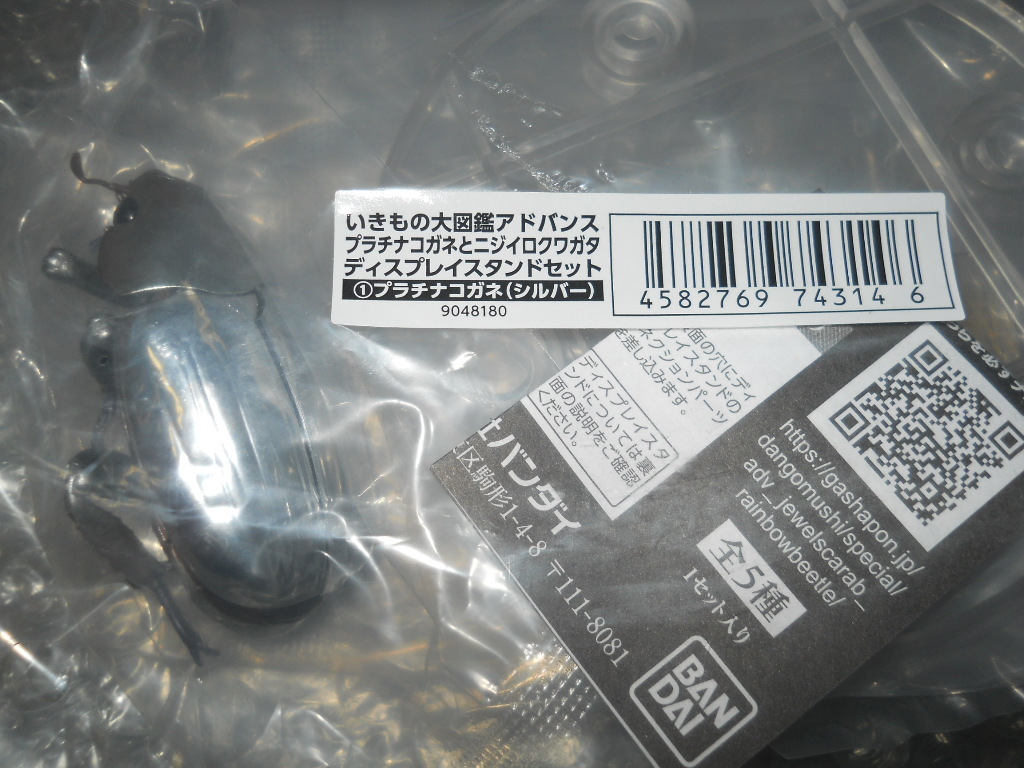 いきもの大図鑑アドバンス
プラチナコガネとニジイロクワガタ
ディスプレイスタンドセット
①プラチナコガネ(シルバー)
9048180
4582769 74314 6
面の穴にディ
レイスタンドの
ネクションパーツ
を差し込みます。
ディスプレイスタ
ンドについては裏
面の説明をご確認
ください。
バンダイ
区駒形1-4-8 〒111-8081
https://gashapon.jp/
dangomushi/special/
adv_jewelscarab_
rainbowbeetle/
全5種
1セット入り
BAN
DAI